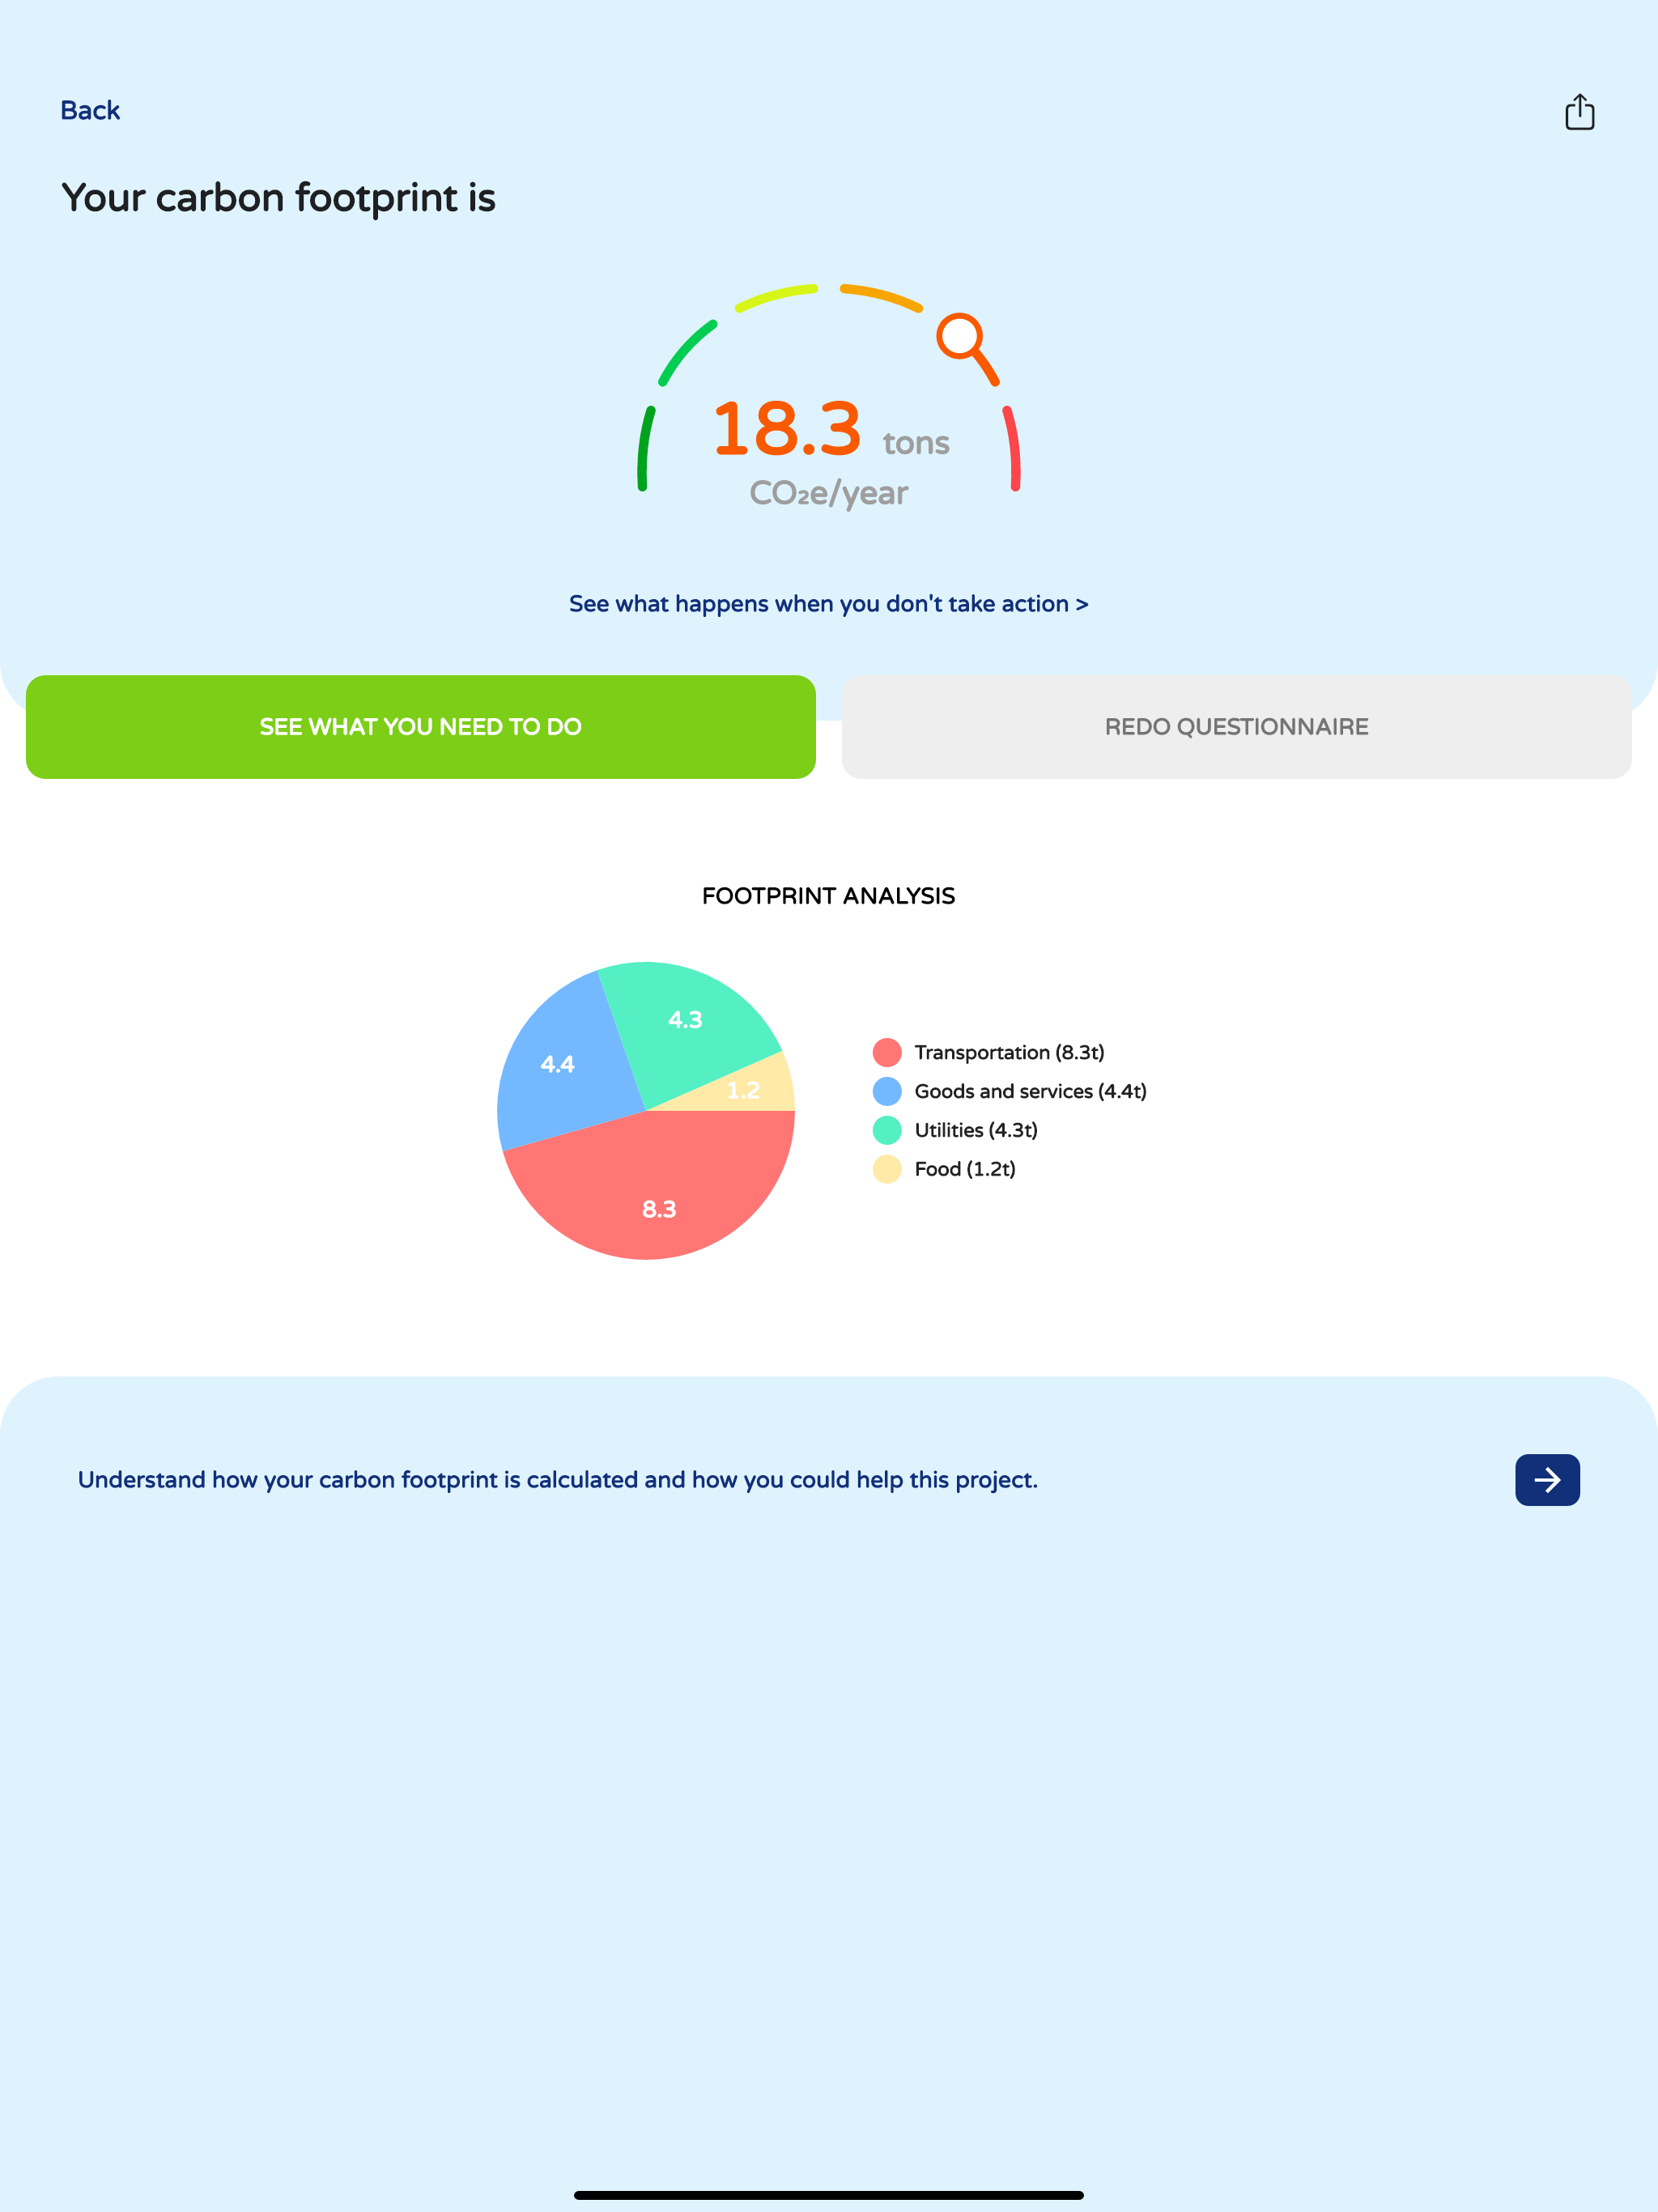 Back
Your carbon footprint is
18.3 tons
CO₂e/year
See what happens when you don't take action >
SEE WHAT YOU NEED TO DO
REDO QUESTIONNAIRE
FOOTPRINT ANALYSIS
4.3
4.4
1.2
8.3
Transportation (8.3t)
Goods and services (4.4t)
Utilities (4.3t)
Food (1.2t)
Understand how your carbon footprint is calculated and how you could help this project.